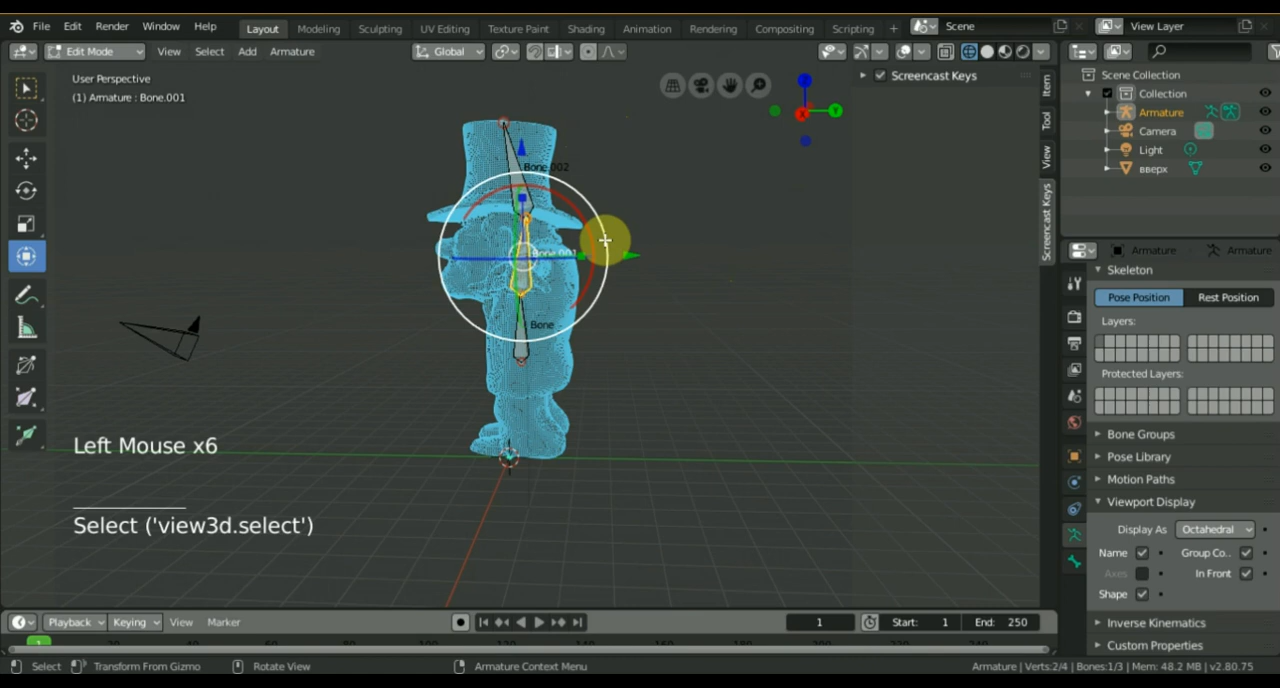 File Edit Render Window Help Layout Modeling Sculpting UV Editing Texture Paint Shading Animation Rendering Compositing Scripting + Scene View Layer
Edit Mode View Select Add Armature Global
User Perspective
(1) Armature : Bone.001
Screencast Keys
Item
Tool
View
Screencast Keys
Scene Collection
Collection
Armature
Camera
Light
вверх
Bone.002
Bone.001
Bone
Left Mouse x6
Select ('view3d.select')
Armature Armature
Skeleton
Pose Position Rest Position
Layers:
Protected Layers:
Bone Groups
Pose Library
Motion Paths
Viewport Display
Display As Octahedral
Name Group Co..
Axes In Front
Shape
Inverse Kinematics
Custom Properties
Playback Keying View Marker 1 Start: 1 End: 250
1
Select Transform From Gizmo Rotate View Armature Context Menu Armature | Verts:2/4 | Bones:1/3 | Mem: 48.2 MB | v2.80.75